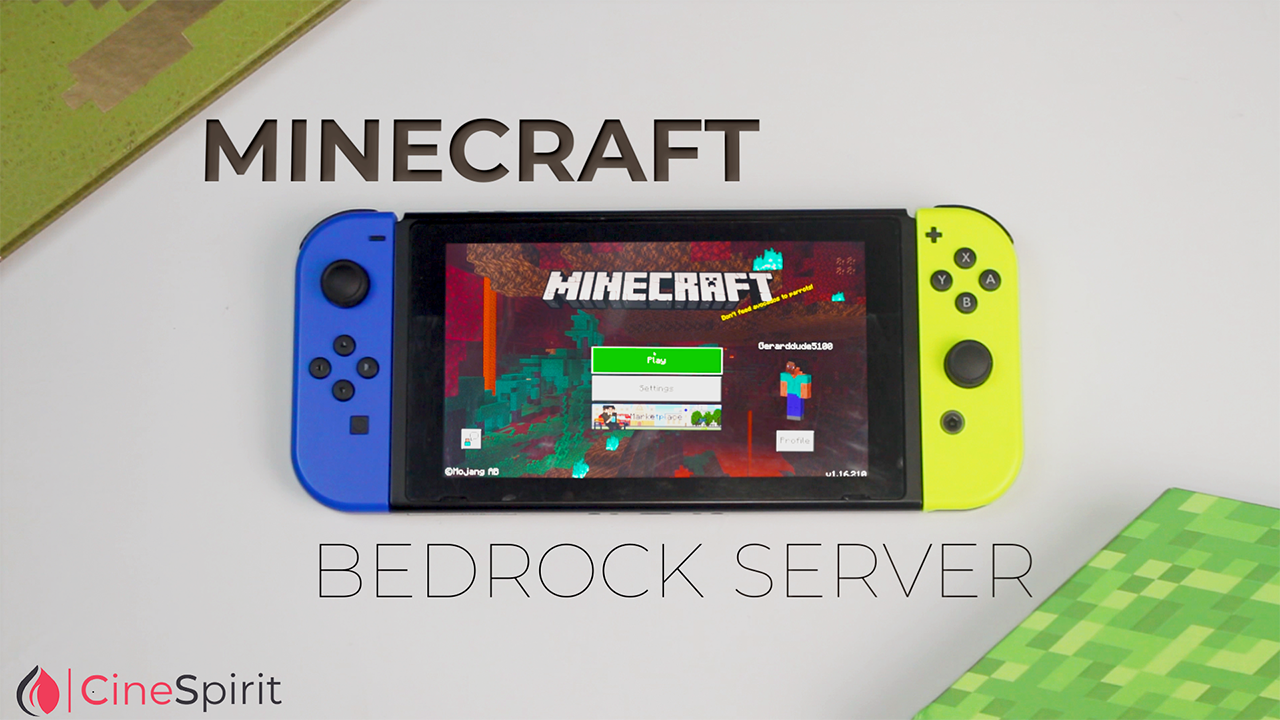 MINECRAFT
MINECRAFT
Don't feed avocados to parrots!
Gerarddude5100
Play
Settings
Marketplace
Profile
©Mojang AB
v1.16.210
X
Y
A
B
BEDROCK SERVER
CineSpirit